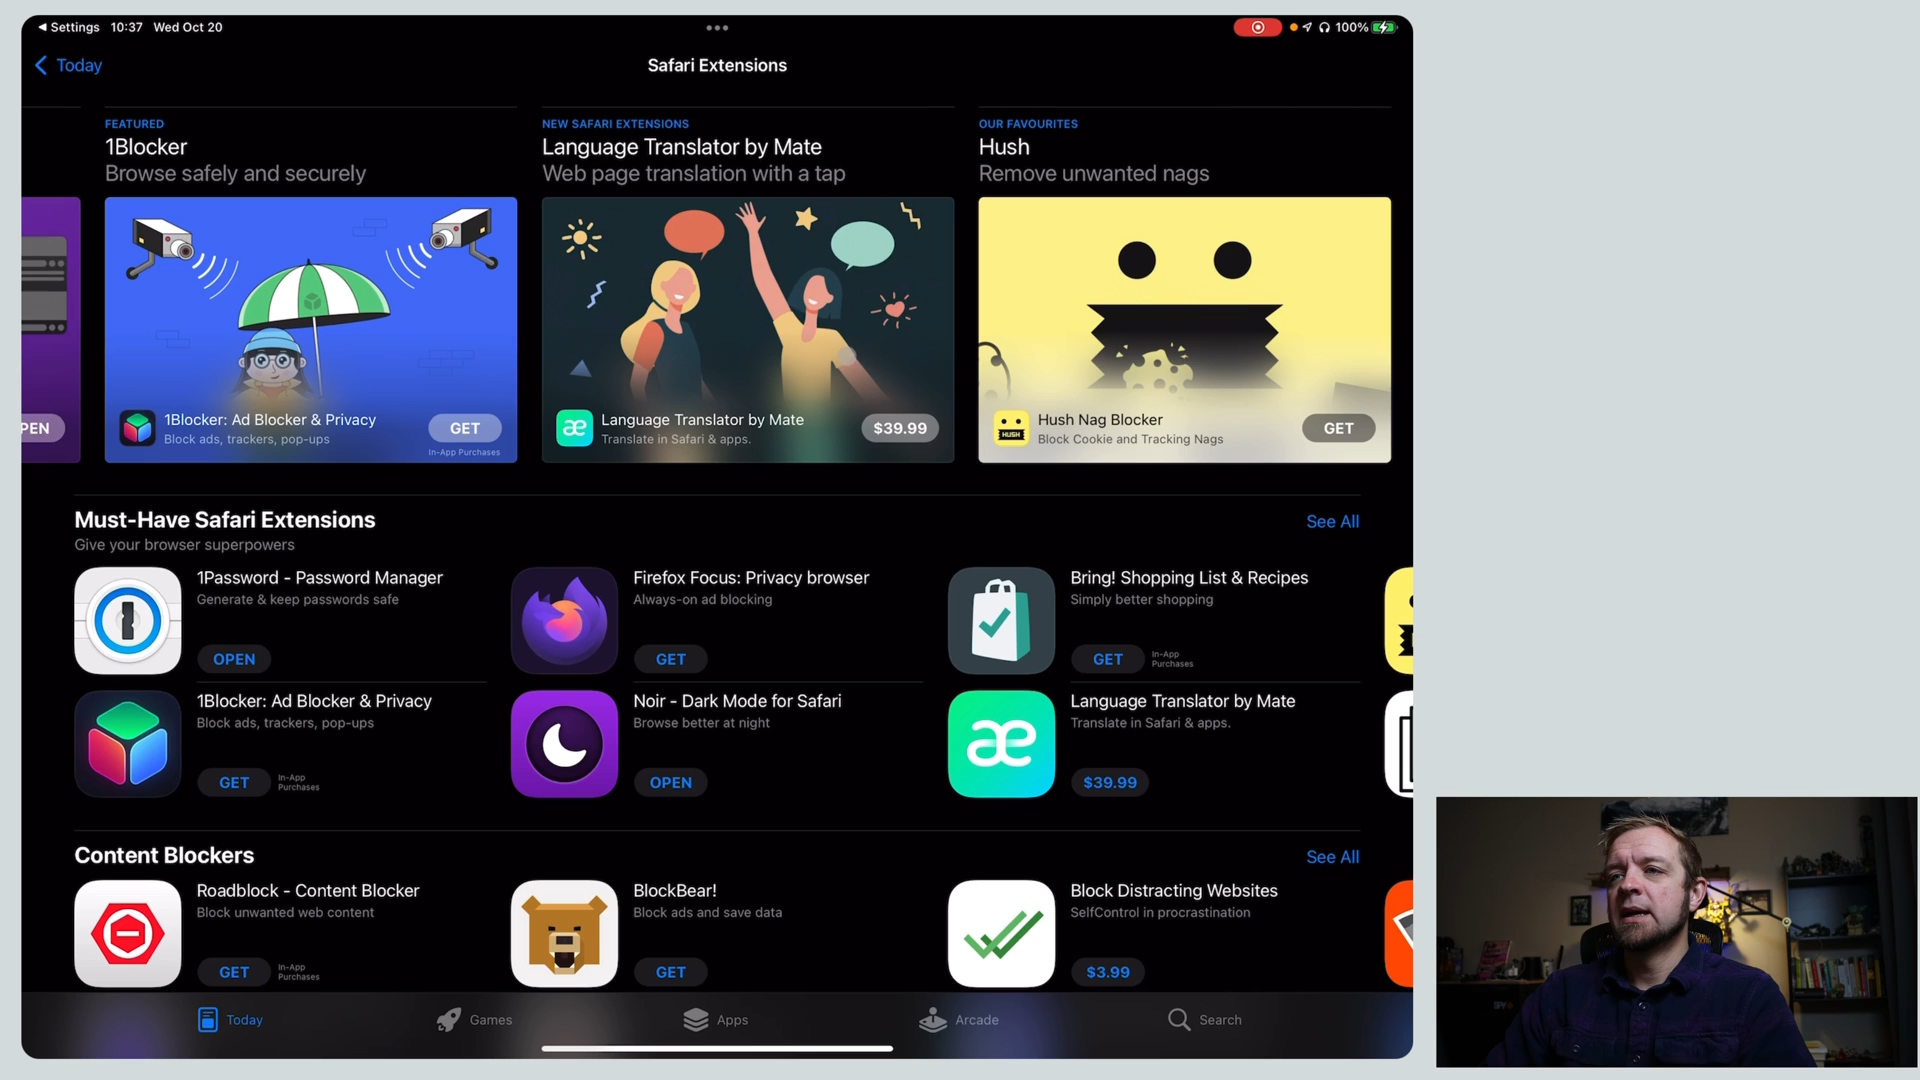 Settings 10:37 Wed Oct 20
100%
Today
Safari Extensions
FEATURED
1Blocker
Browse safely and securely
NEW SAFARI EXTENSIONS
Language Translator by Mate
Web page translation with a tap
OUR FAVOURITES
Hush
Remove unwanted nags
PEN
1Blocker: Ad Blocker & Privacy
Block ads, trackers, pop-ups
GET
In-App Purchases
æ
Language Translator by Mate
Translate in Safari & apps.
$39.99
HUSH
Hush Nag Blocker
Block Cookie and Tracking Nags
GET
Must-Have Safari Extensions
Give your browser superpowers
See All
1Password - Password Manager
Generate & keep passwords safe
OPEN
Firefox Focus: Privacy browser
Always-on ad blocking
GET
Bring! Shopping List & Recipes
Simply better shopping
GET
In-App
Purchases
1Blocker: Ad Blocker & Privacy
Block ads, trackers, pop-ups
GET
In-App
Purchases
Noir - Dark Mode for Safari
Browse better at night
OPEN
æ
Language Translator by Mate
Translate in Safari & apps.
$39.99
Content Blockers
See All
Roadblock - Content Blocker
Block unwanted web content
GET
In-App
Purchases
BlockBear!
Block ads and save data
GET
Block Distracting Websites
SelfControl in procrastination
$3.99
Today
Games
Apps
Arcade
Search